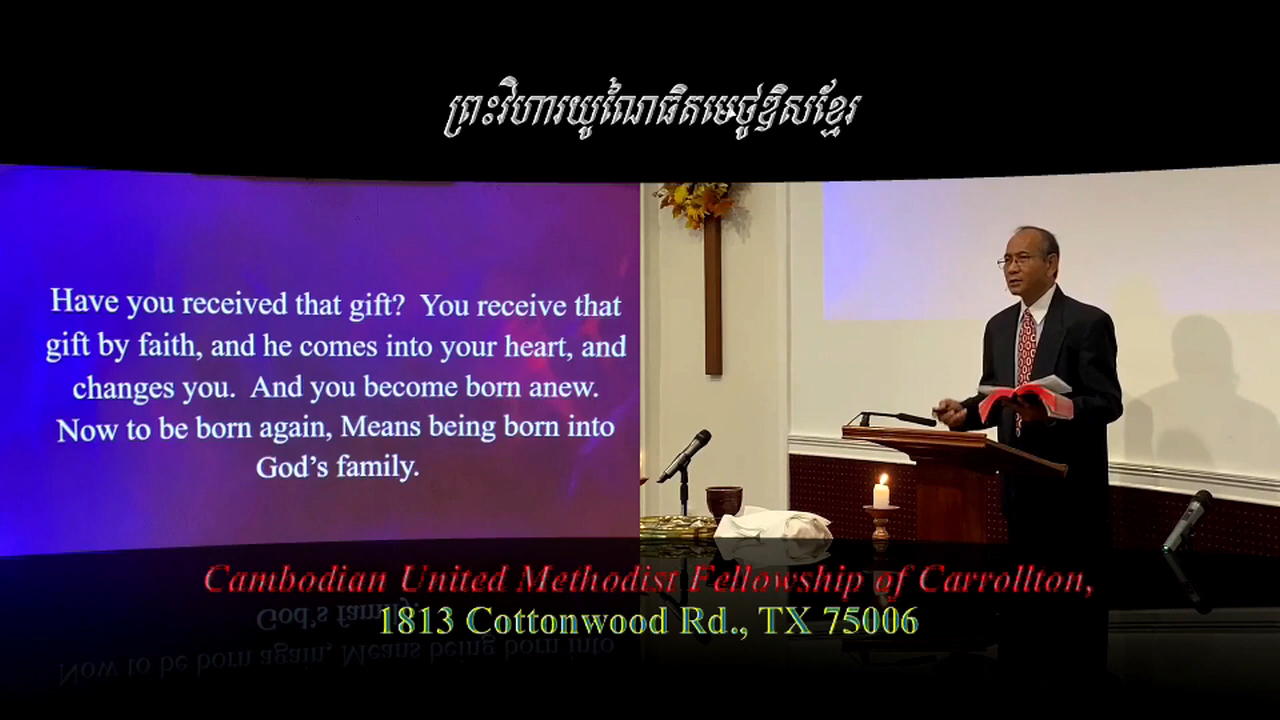 ព្រះវិហារយូណៃធិតមេថូឌីសខ្មែរ
Have you received that gift?  You receive that
gift by faith, and he comes into your heart, and
changes you.  And you become born anew.
Now to be born again, Means being born into
God's family.
Cambodian United Methodist Fellowship of Carrollton,
1813 Cottonwood Rd., TX 75006